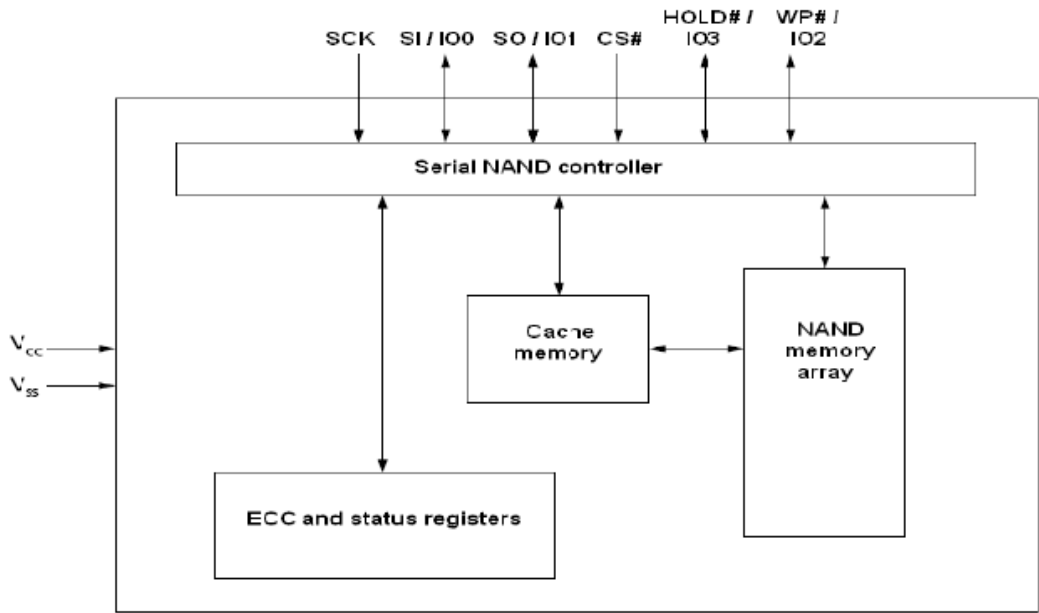 SCK
SI / IO0
SO / IO1
CS#
HOLD# /
IO3
WP# /
IO2
Serial NAND controller
Cache
memory
NAND
memory
array
Vcc
Vss
ECC and status registers